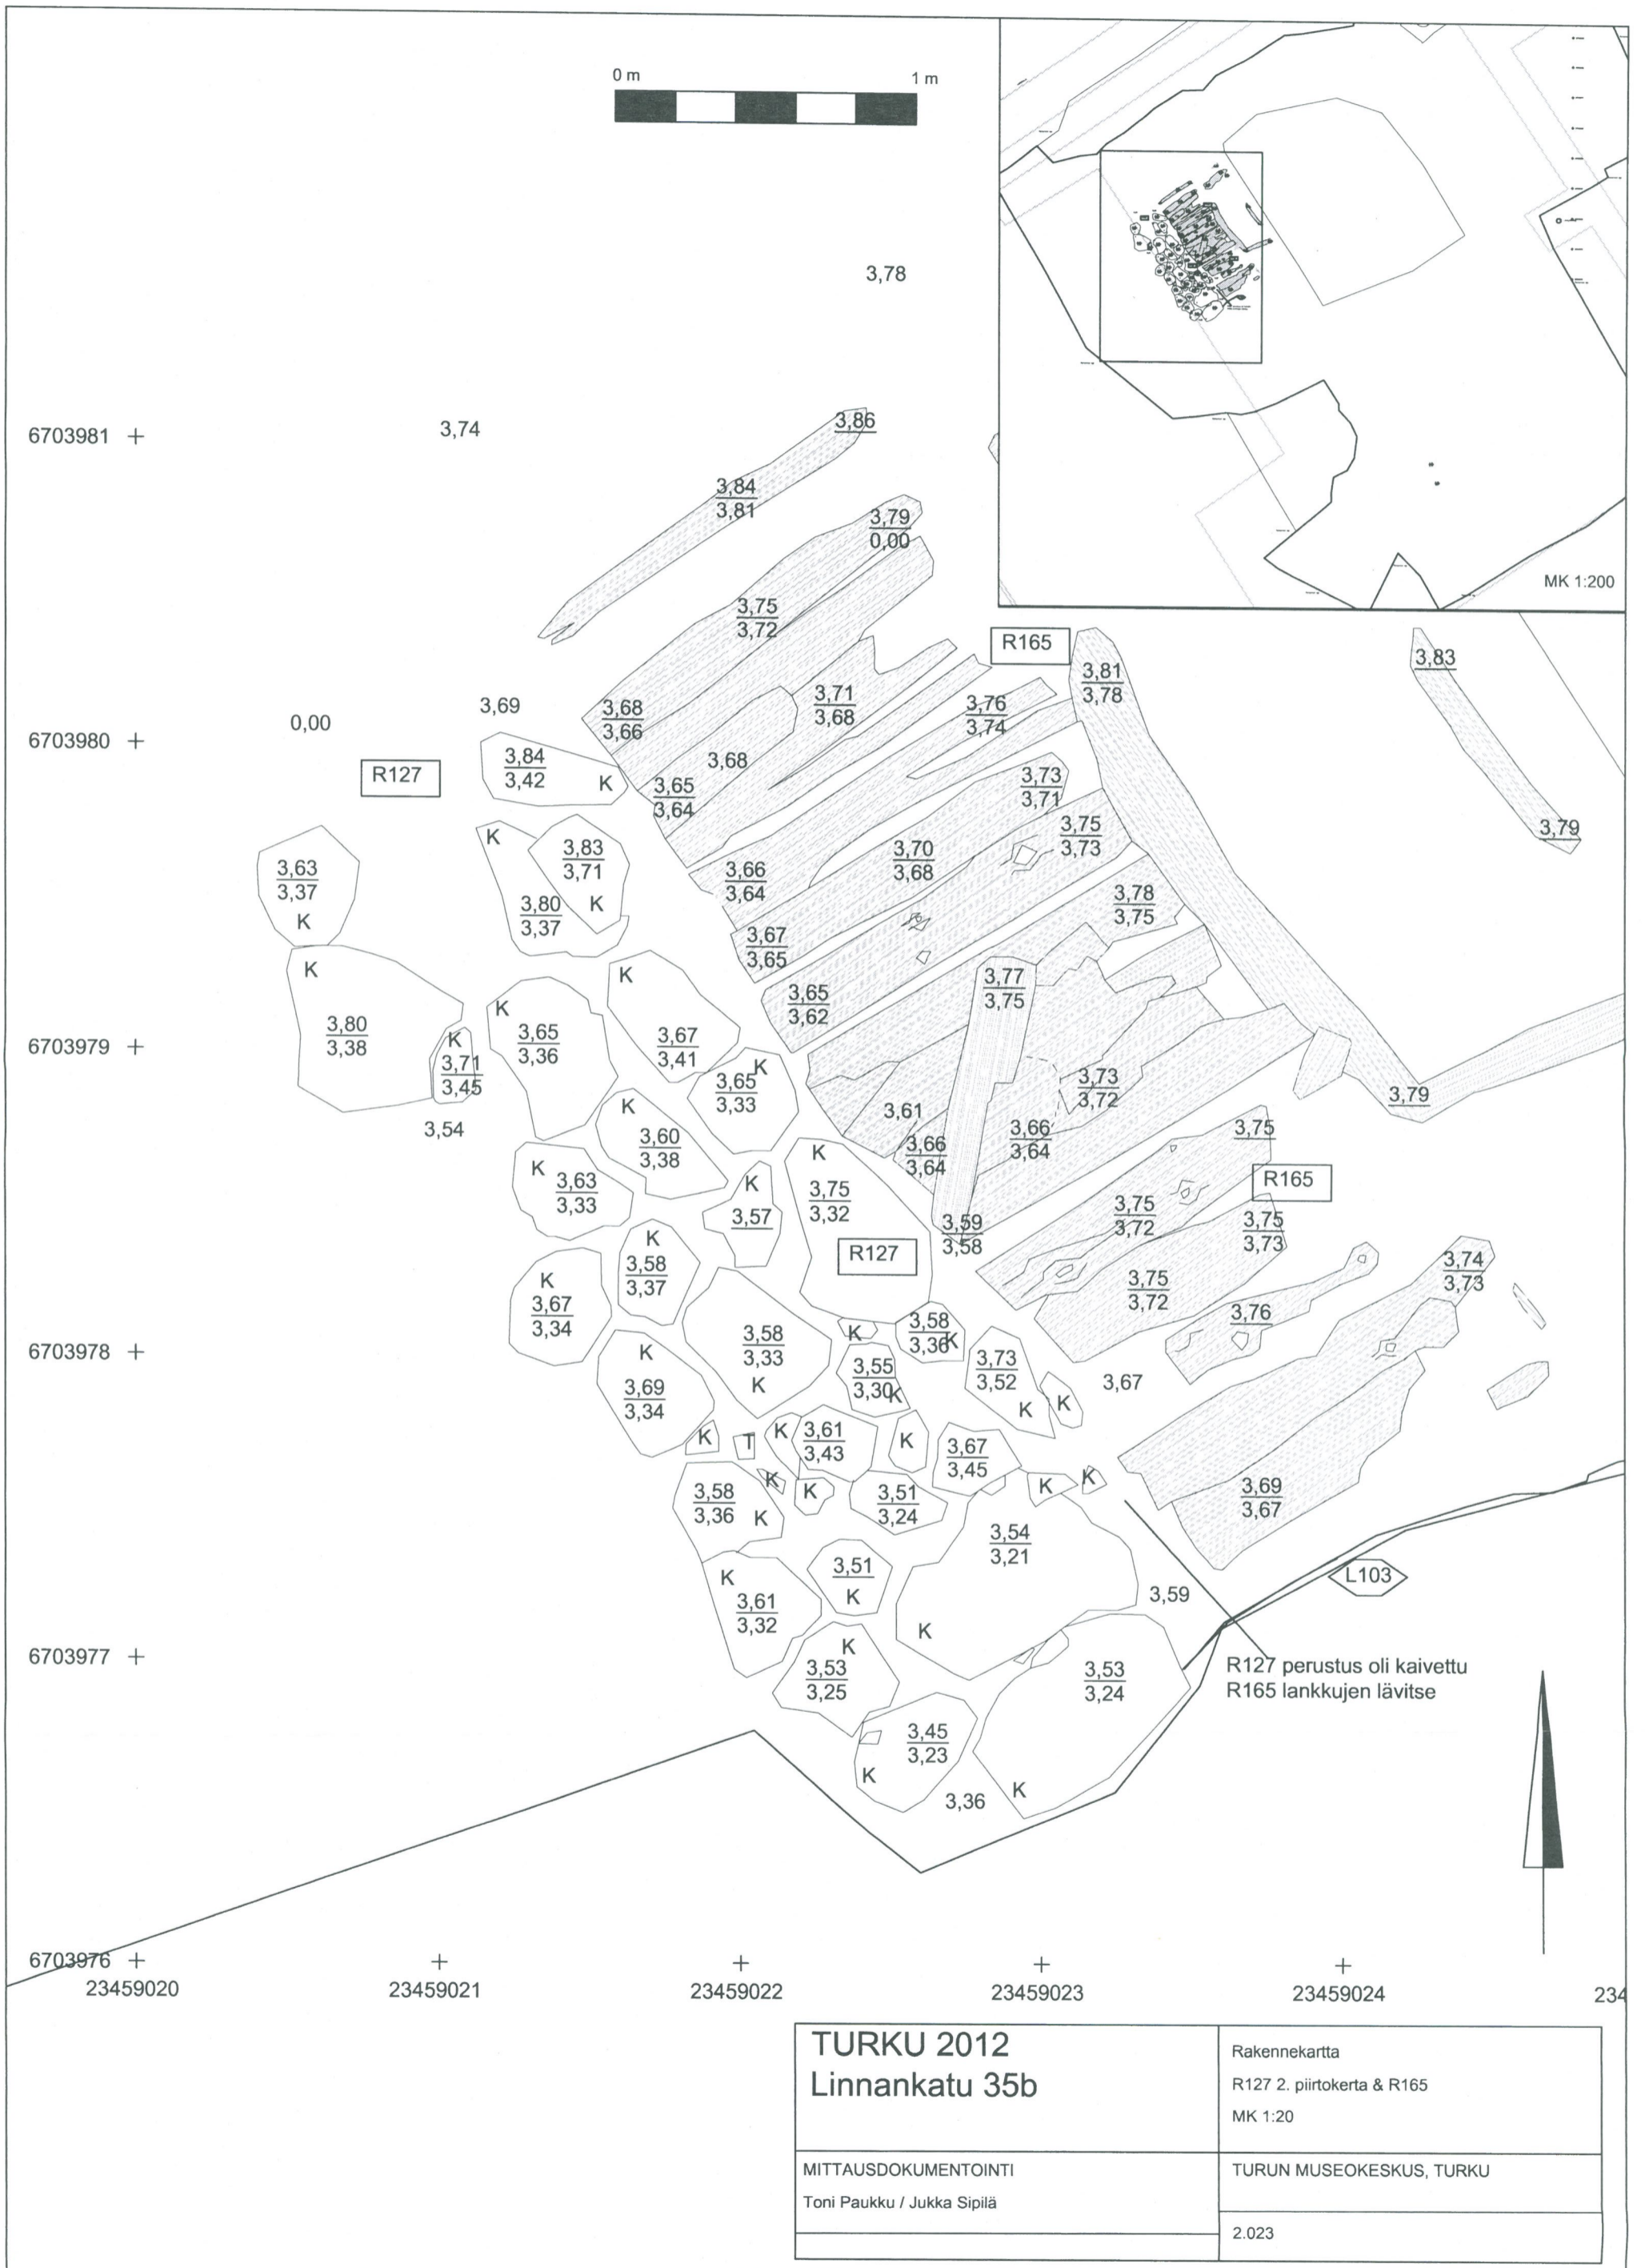 0 m 1 m
3,78
MK 1:200
6703981
3,74
3,86
3,84
3,81
3,79
0,00
3,75
3,72
R165
3,81
3,78
3,83
3,71
3,68
3,76
3,74
3,68
3,66
3,69
0,00
6703980
R127
3,84
3,42
K
3,68
3,65
3,64
3,73
3,71
3,75
3,73
3,79
K
3,83
3,71
K
3,80
3,37
3,63
3,37
K
3,66
3,64
3,70
3,68
3,78
3,75
3,67
3,65
3,65
3,62
3,77
3,75
K
3,80
3,38
K
3,71
3,45
K
3,65
3,36
K
3,67
3,41
6703979
3,65
K
3,33
3,73
3,72
3,79
3,54
3,61
3,66
3,64
3,66
3,64
3,75
K
3,60
3,38
K
3,63
3,33
K
3,57
K
3,75
3,32
R165
3,59
3,58
3,75
3,72
3,75
3,73
R127
K
3,58
3,37
K
3,67
3,34
3,75
3,72
3,74
3,73
3,76
6703978
3,58
3,33
K
K
3,58
3,36
K
3,55
3,30
K
3,73
3,52
K
K
3,67
K
3,69
3,34
K
T
K
3,61
3,43
K
3,67
3,45
K
K
K
K
3,58
3,36
K
3,51
3,24
3,69
3,67
3,54
3,21
K
L103
K
3,61
3,32
3,51
K
3,59
6703977
K
3,53
3,25
3,53
3,24
K
R127 perustus oli kaivettu
R165 lankkujen lävitse
3,45
3,23
K
3,36
6703976
23459020 23459021 23459022 23459023 23459024 234
TURKU 2012
Linnankatu 35b
Rakennekartta
R127 2. piirtokerta & R165
MK 1:20
MITTAUSDOKUMENTOINTI
Toni Paukku / Jukka Sipilä
TURUN MUSEOKESKUS, TURKU
2.023